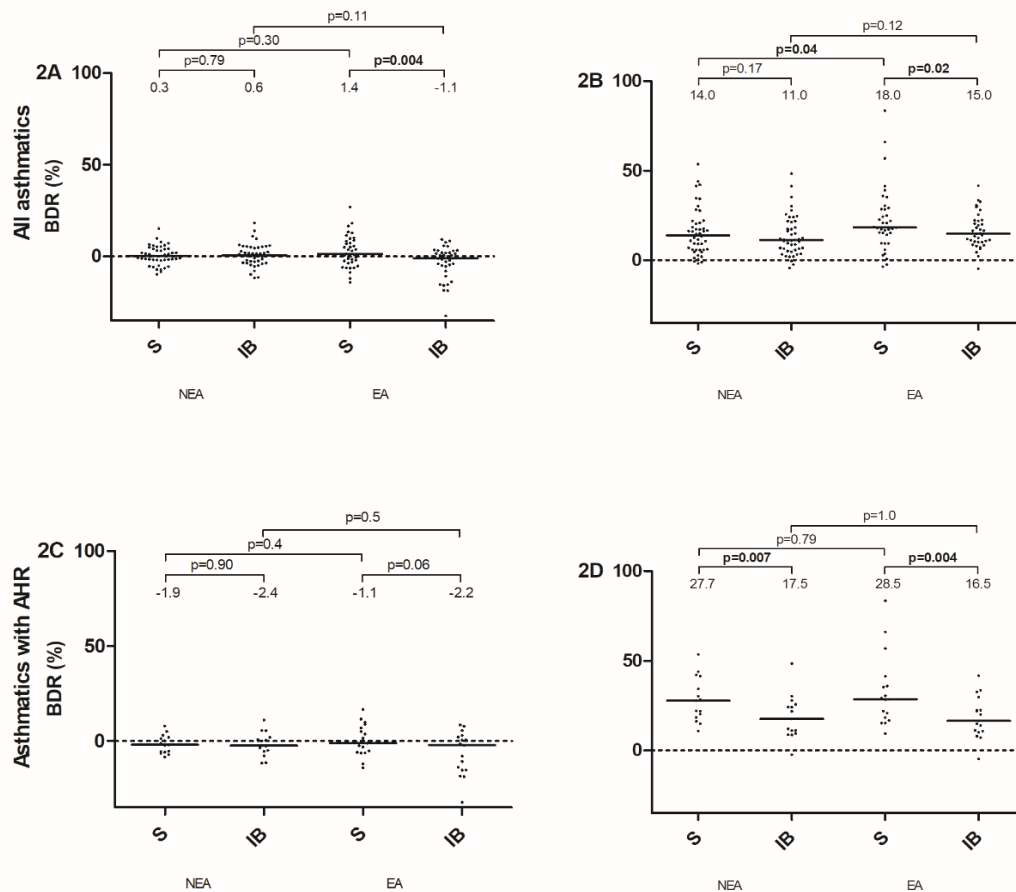 p=0.11
p=0.30
2A
p=0.79
p=0.004
0.3
0.6
1.4
-1.1
100
50
0
All asthmatics
BDR (%)
S
IB
S
IB
NEA
EA
p=0.12
p=0.04
2B
p=0.17
p=0.02
14.0
11.0
18.0
15.0
100
50
0
S
IB
S
IB
NEA
EA
p=0.5
p=0.4
2C
p=0.90
p=0.06
-1.9
-2.4
-1.1
-2.2
100
50
0
Asthmatics with AHR
BDR (%)
S
IB
S
IB
NEA
EA
p=1.0
p=0.79
2D
p=0.007
p=0.004
27.7
17.5
28.5
16.5
100
50
0
S
IB
S
IB
NEA
EA